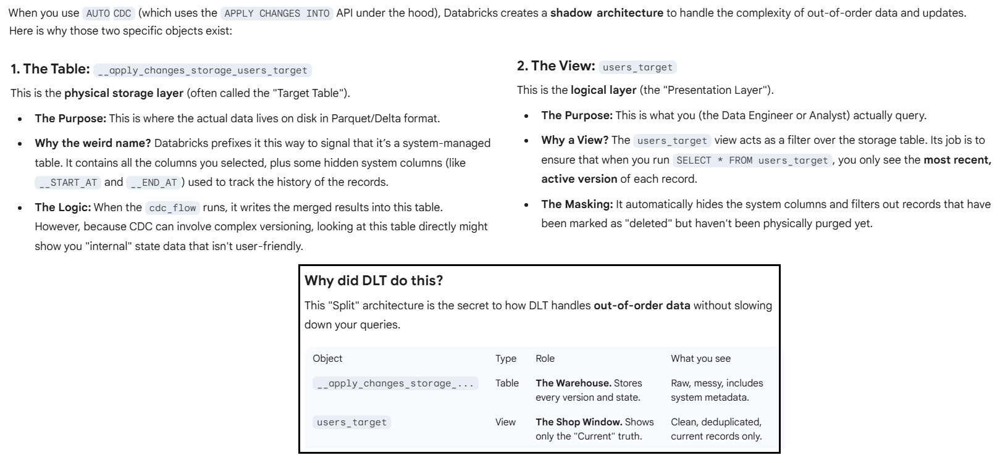 When you use AUTO CDC (which uses the APPLY CHANGES INTO API under the hood), Databricks creates a shadow architecture to handle the complexity of out-of-order data and updates.
Here is why those two specific objects exist:
1. The Table: __apply_changes_storage_users_target
This is the physical storage layer (often called the "Target Table").
• The Purpose: This is where the actual data lives on disk in Parquet/Delta format.
• Why the weird name? Databricks prefixes it this way to signal that it's a system-managed
table. It contains all the columns you selected, plus some hidden system columns (like
__START_AT and __END_AT) used to track the history of the records.
• The Logic: When the cdc_flow runs, it writes the merged results into this table.
However, because CDC can involve complex versioning, looking at this table directly might
show you "internal" state data that isn't user-friendly.
2. The View: users_target
This is the logical layer (the "Presentation Layer").
• The Purpose: This is what you (the Data Engineer or Analyst) actually query.
• Why a View? The users_target view acts as a filter over the storage table. Its job is to
ensure that when you run SELECT * FROM users_target, you only see the most recent,
active version of each record.
• The Masking: It automatically hides the system columns and filters out records that have
been marked as "deleted" but haven't been physically purged yet.
Why did DLT do this?
This "Split" architecture is the secret to how DLT handles out-of-order data without slowing
down your queries.
Object Type Role What you see
__apply_changes_storage_... Table The Warehouse. Stores Raw, messy, includes
every version and state. system metadata.
users_target View The Shop Window. Shows Clean, deduplicated,
only the "Current" truth. current records only.